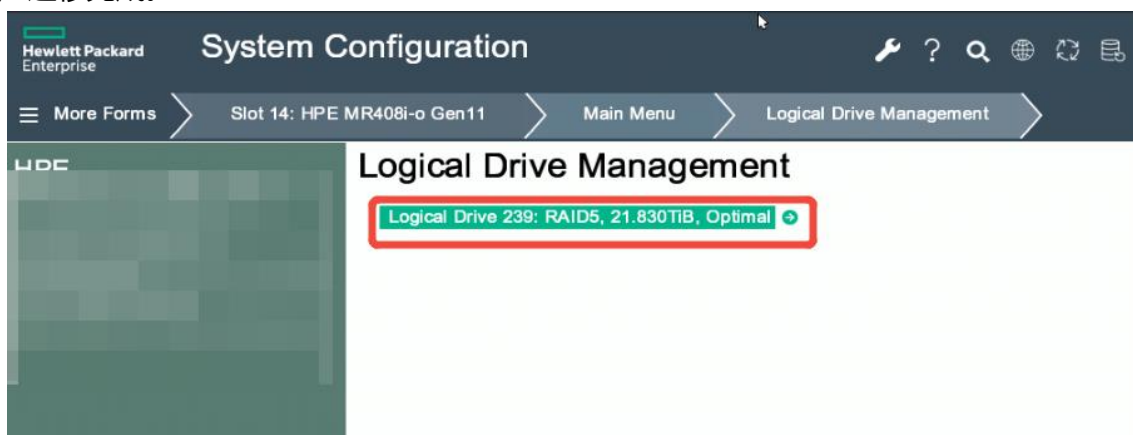 Hewlett Packard
Enterprise
System Configuration
More Forms
Slot 14: HPE MR408i-o Gen11
Main Menu
Logical Drive Management
HPE
Logical Drive Management
Logical Drive 239: RAID5, 21.830TiB, Optimal